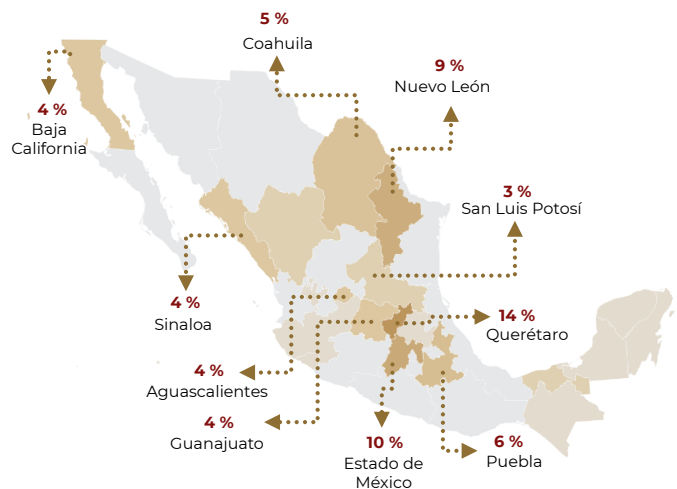 5 %
Coahuila
9 %
Nuevo León
4 %
Baja
California
3 %
San Luis Potosí
4 %
Sinaloa
14 %
Querétaro
4 %
Aguascalientes
4 %
Guanajuato
10 %
Estado de
México
6 %
Puebla